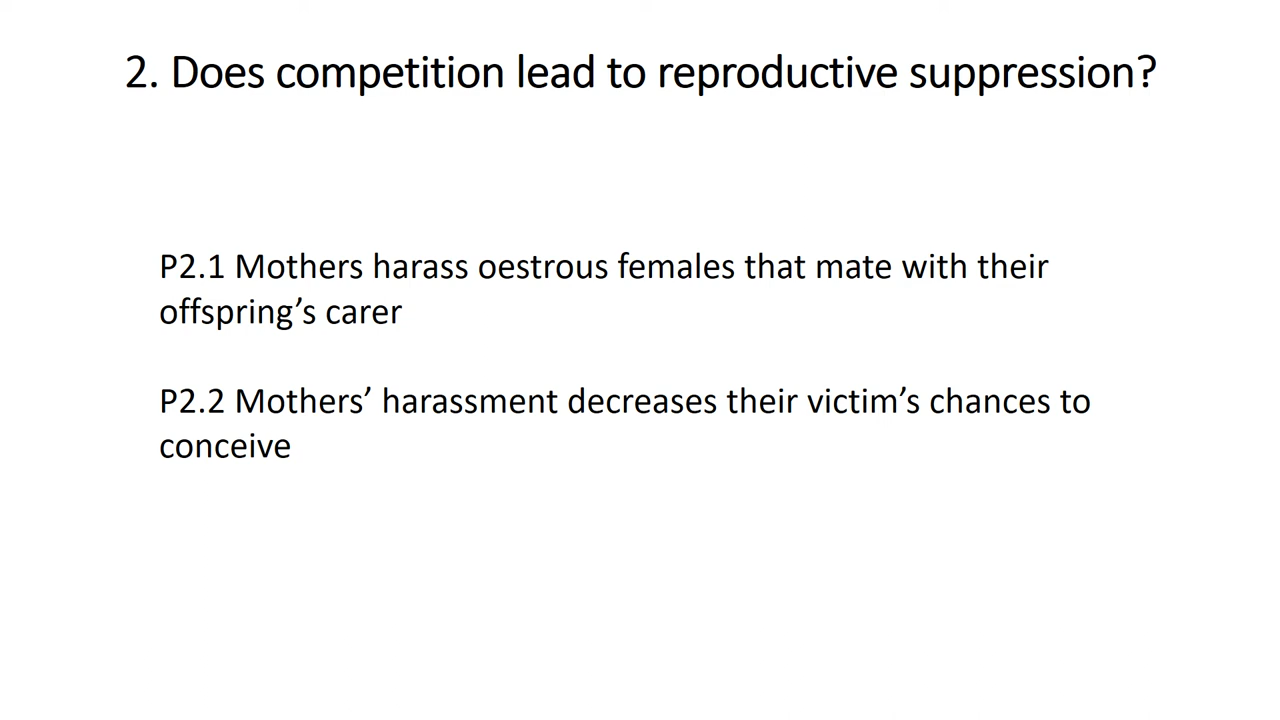 2. Does competition lead to reproductive suppression?
P2.1 Mothers harass oestrous females that mate with their
offspring’s carer
P2.2 Mothers’ harassment decreases their victim’s chances to
conceive